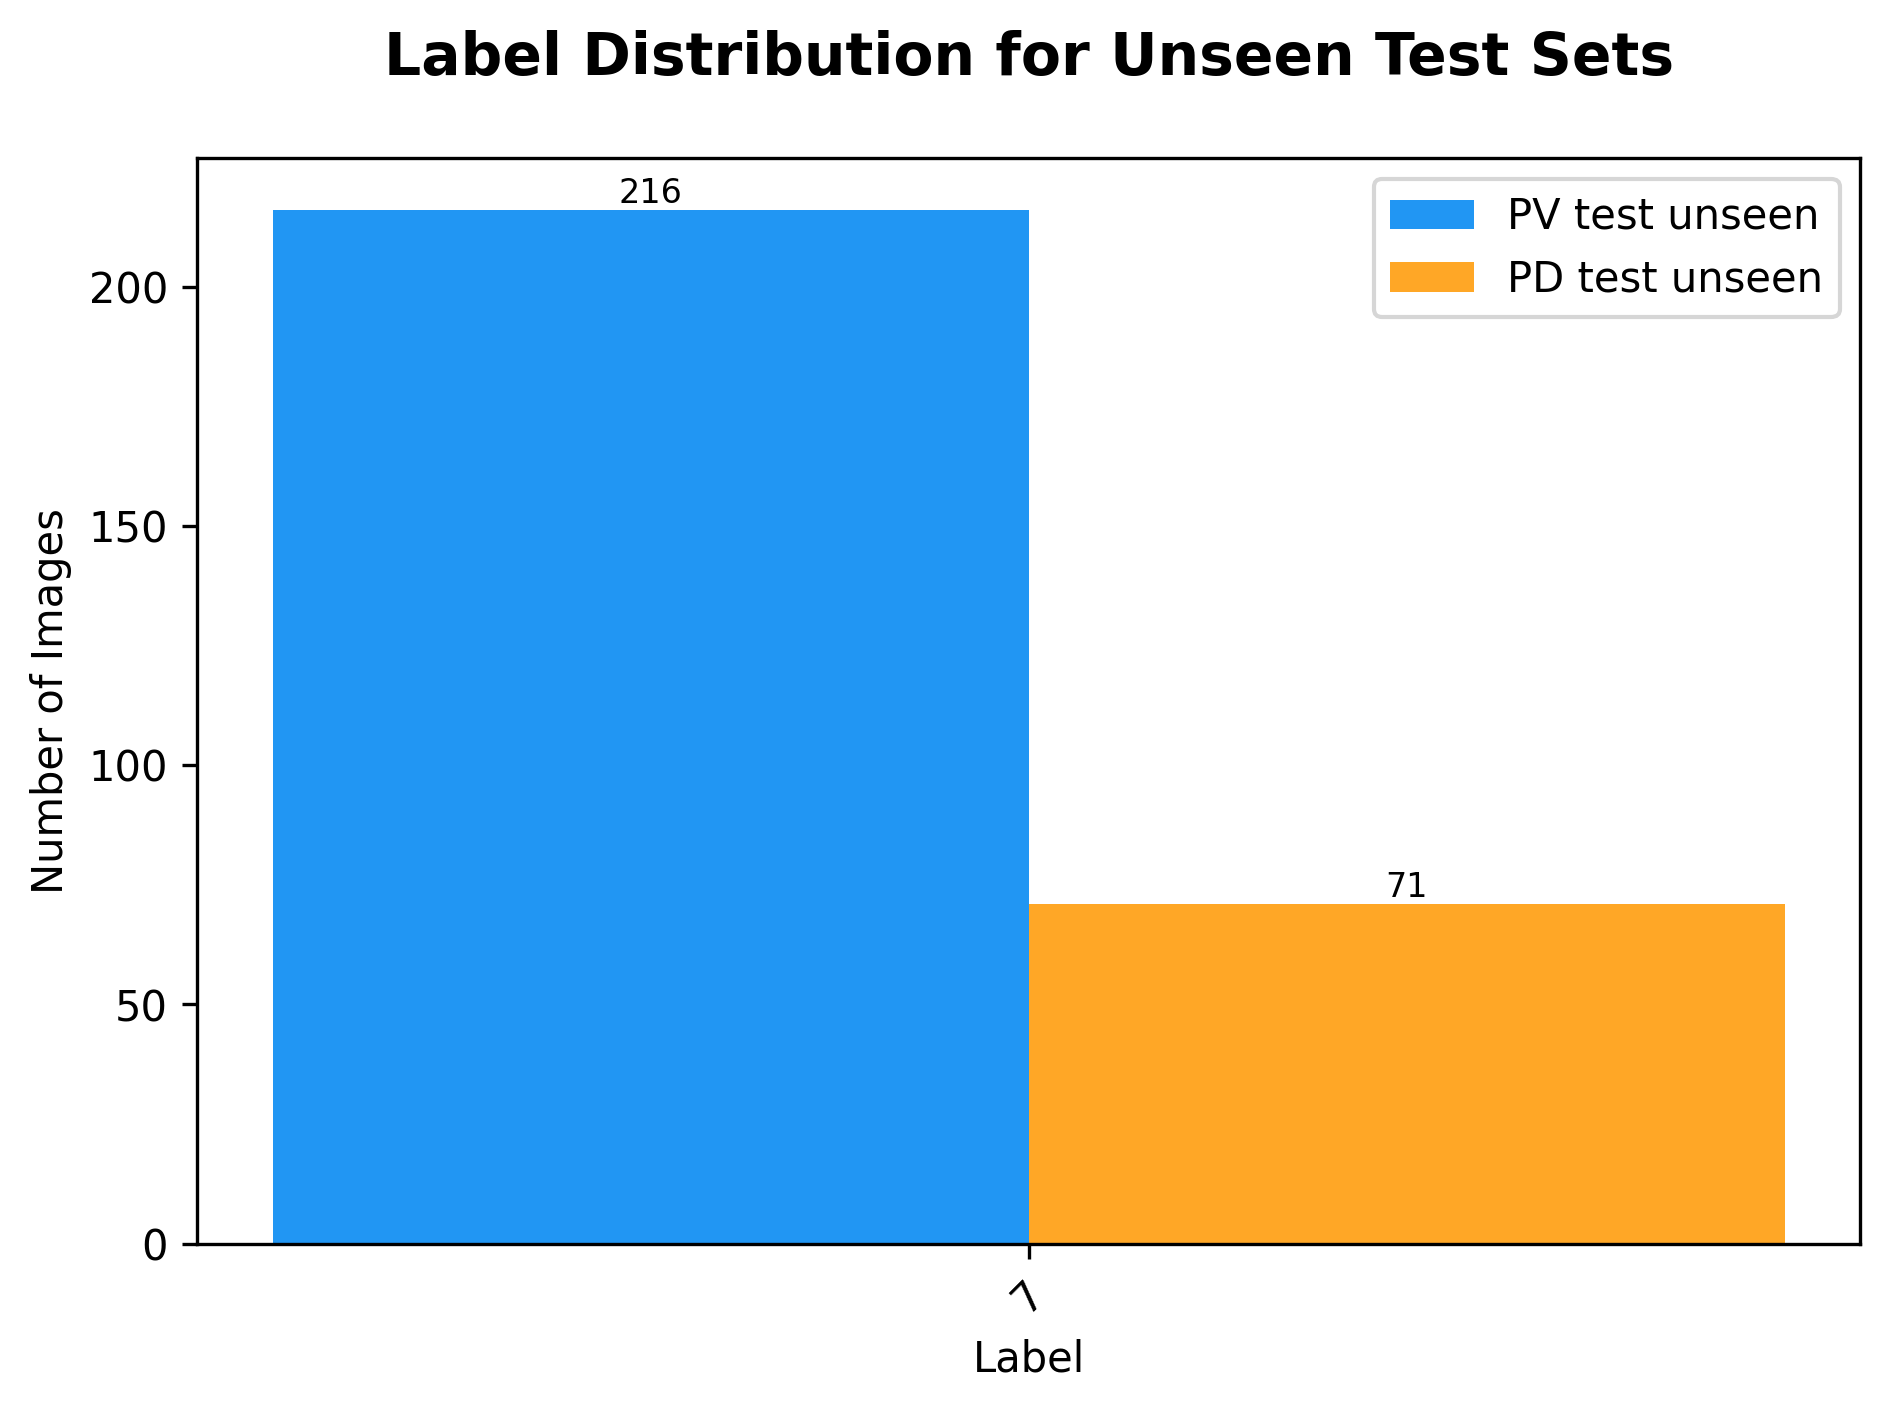 Label Distribution for Unseen Test Sets
216
PV test unseen
PD test unseen
200
150
100
50
0
Number of Images
71
7
Label